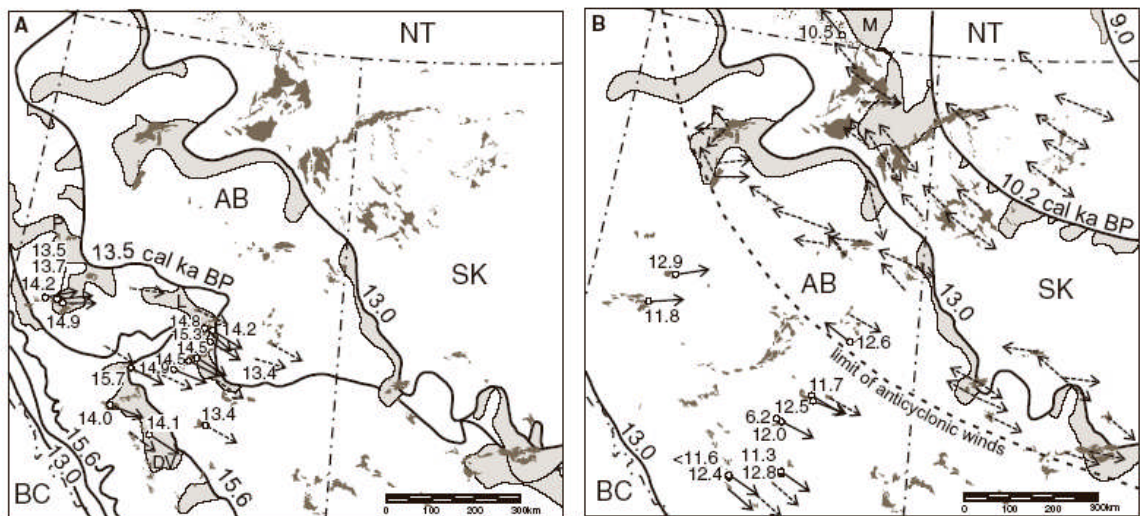 A
NT
AB
SK
BC
P
13.5 cal ka BP
13.5
13.7
14.2
14.9
L
14.8
14.2
15.3
14.5
14.5
14.9
13.4
15.7
14.0
13.4
14.1
DV
13.0
15.6
13.0
15.6
0 100 200 300km
B
M
NT
9.0
10.5
10.2 cal ka BP
AB
SK
12.9
11.8
13.0
12.6
limit of anticyclonic winds
11.7
12.5
6.2
12.0
<11.6
11.3
12.4
12.8
13.0
BC
0 100 200 300km